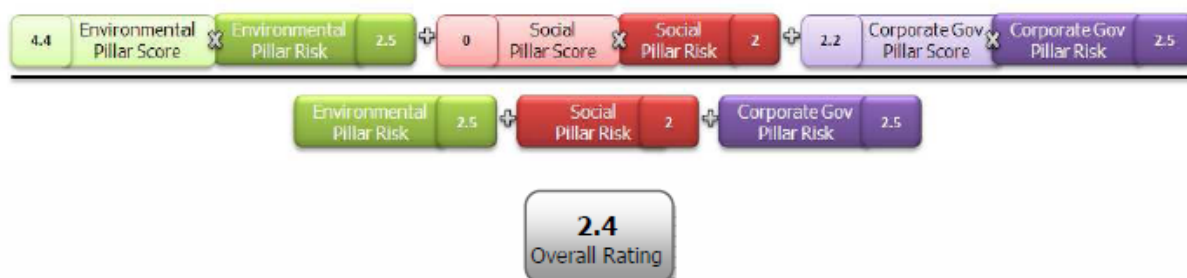 4.4 Environmental Pillar Score x Environmental Pillar Risk 2.5 + 0 Social Pillar Score x Social Pillar Risk 2 + 2.2 Corporate Gov Pillar Score x Corporate Gov Pillar Risk 2.5
Environmental Pillar Risk 2.5 + Social Pillar Risk 2 + Corporate Gov Pillar Risk 2.5
2.4
Overall Rating